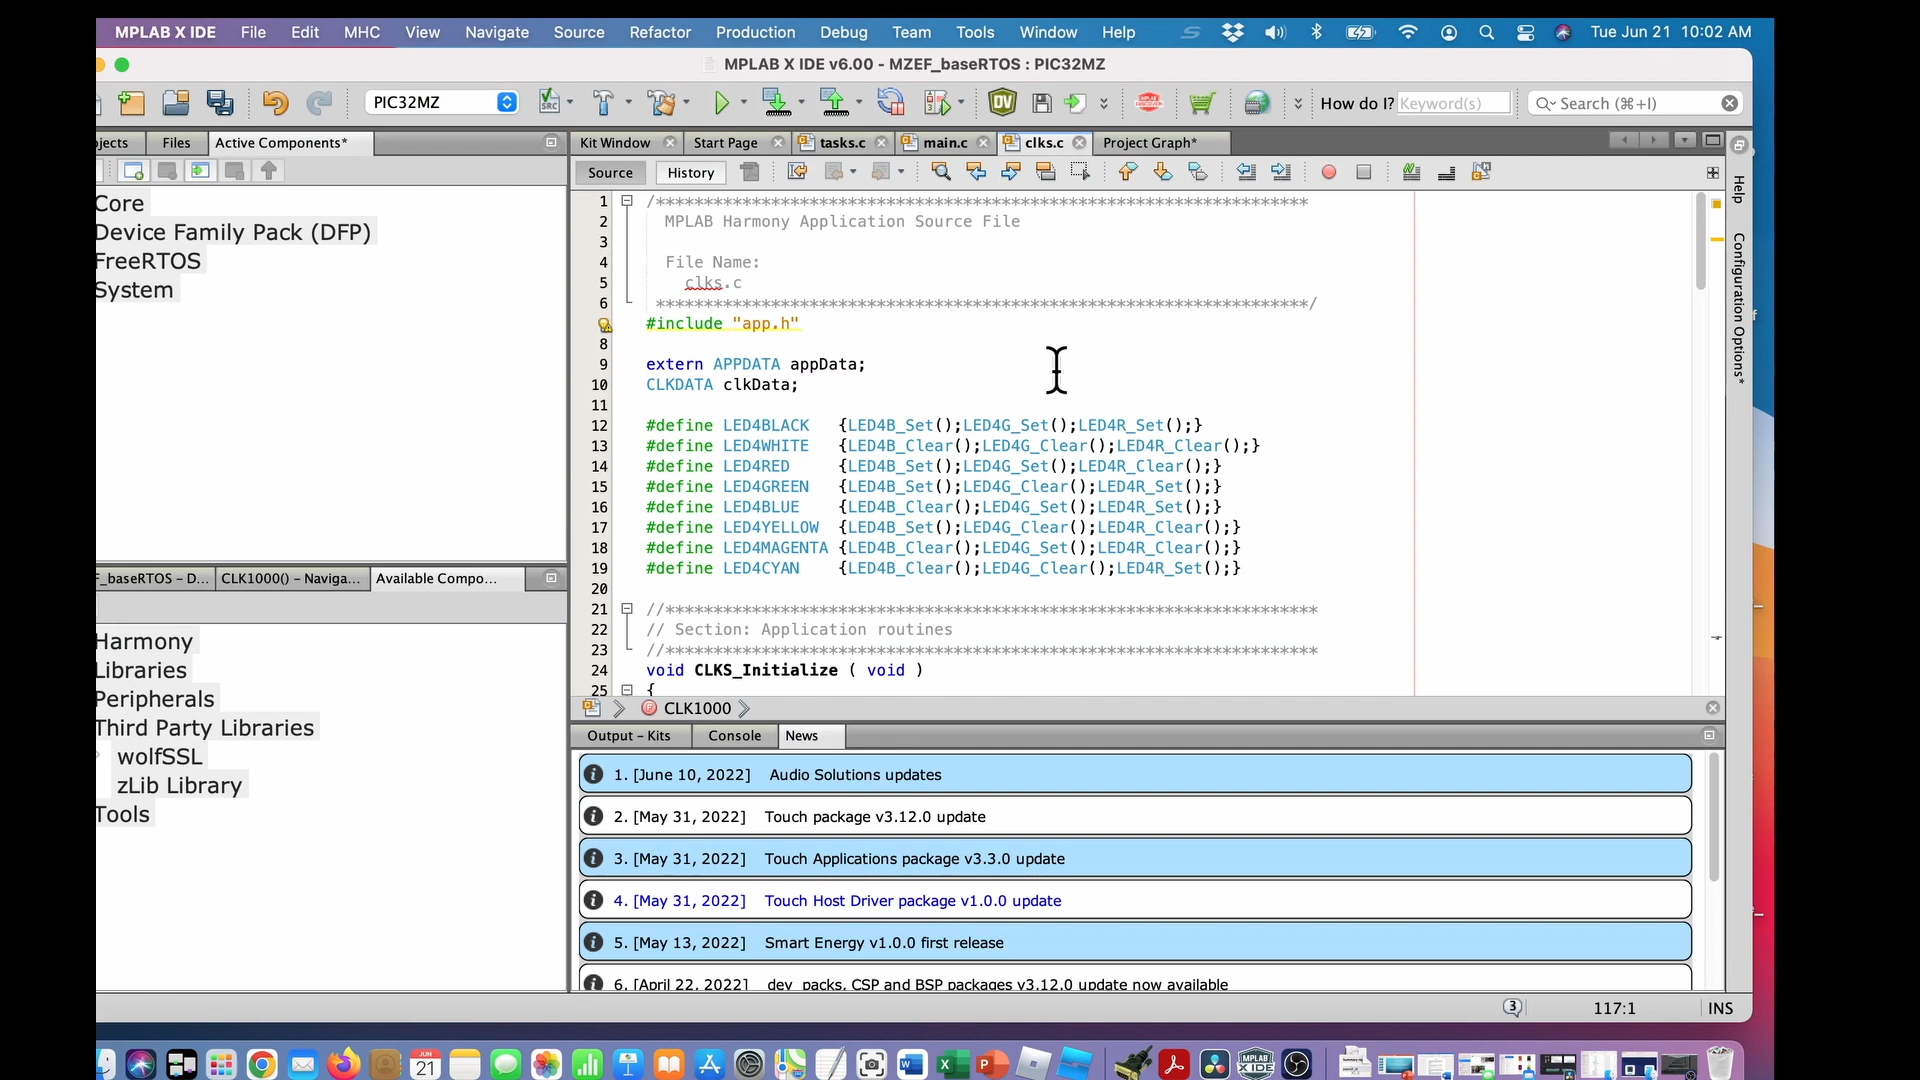 MPLAB X IDE File Edit MHC View Navigate Source Refactor Production Debug Team Tools Window Help Tue Jun 21 10:02 AM
MPLAB X IDE v6.00 - MZEF_baseRTOS : PIC32MZ
PIC32MZ
How do I? Keyword(s)
Search (⌘+I)
jects Files Active Components*
Kit Window Start Page tasks.c main.c clks.c Project Graph*
Source History
Core
Device Family Pack (DFP)
FreeRTOS
System
1 /********************************************************************
2 MPLAB Harmony Application Source File
3
4 File Name:
5 clks.c
6 ********************************************************************/
#include "app.h"
8
9 extern APPDATA appData;
10 CLKDATA clkData;
11
12 #define LED4BLACK {LED4B_Set();LED4G_Set();LED4R_Set();}
13 #define LED4WHITE {LED4B_Clear();LED4G_Clear();LED4R_Clear();}
14 #define LED4RED {LED4B_Set();LED4G_Set();LED4R_Clear();}
15 #define LED4GREEN {LED4B_Set();LED4G_Clear();LED4R_Set();}
16 #define LED4BLUE {LED4B_Clear();LED4G_Set();LED4R_Set();}
17 #define LED4YELLOW {LED4B_Set();LED4G_Clear();LED4R_Clear();}
18 #define LED4MAGENTA {LED4B_Clear();LED4G_Set();LED4R_Clear();}
19 #define LED4CYAN {LED4B_Clear();LED4G_Clear();LED4R_Set();}
20
21 //********************************************************************
22 // Section: Application routines
23 //********************************************************************
24 void CLKS_Initialize ( void )
25 {
CLK1000
Help
Configuration Options*
F_baseRTOS – D... CLK1000() – Naviga... Available Compo...
Harmony
Libraries
Peripherals
Third Party Libraries
wolfSSL
zLib Library
Tools
Output – Kits Console News
1. [June 10, 2022] Audio Solutions updates
2. [May 31, 2022] Touch package v3.12.0 update
3. [May 31, 2022] Touch Applications package v3.3.0 update
4. [May 31, 2022] Touch Host Driver package v1.0.0 update
5. [May 13, 2022] Smart Energy v1.0.0 first release
6. [April 22, 2022] dev_packs, CSP and BSP packages v3.12.0 update now available
3 117:1 INS
JUN
21
MPLAB
X IDE